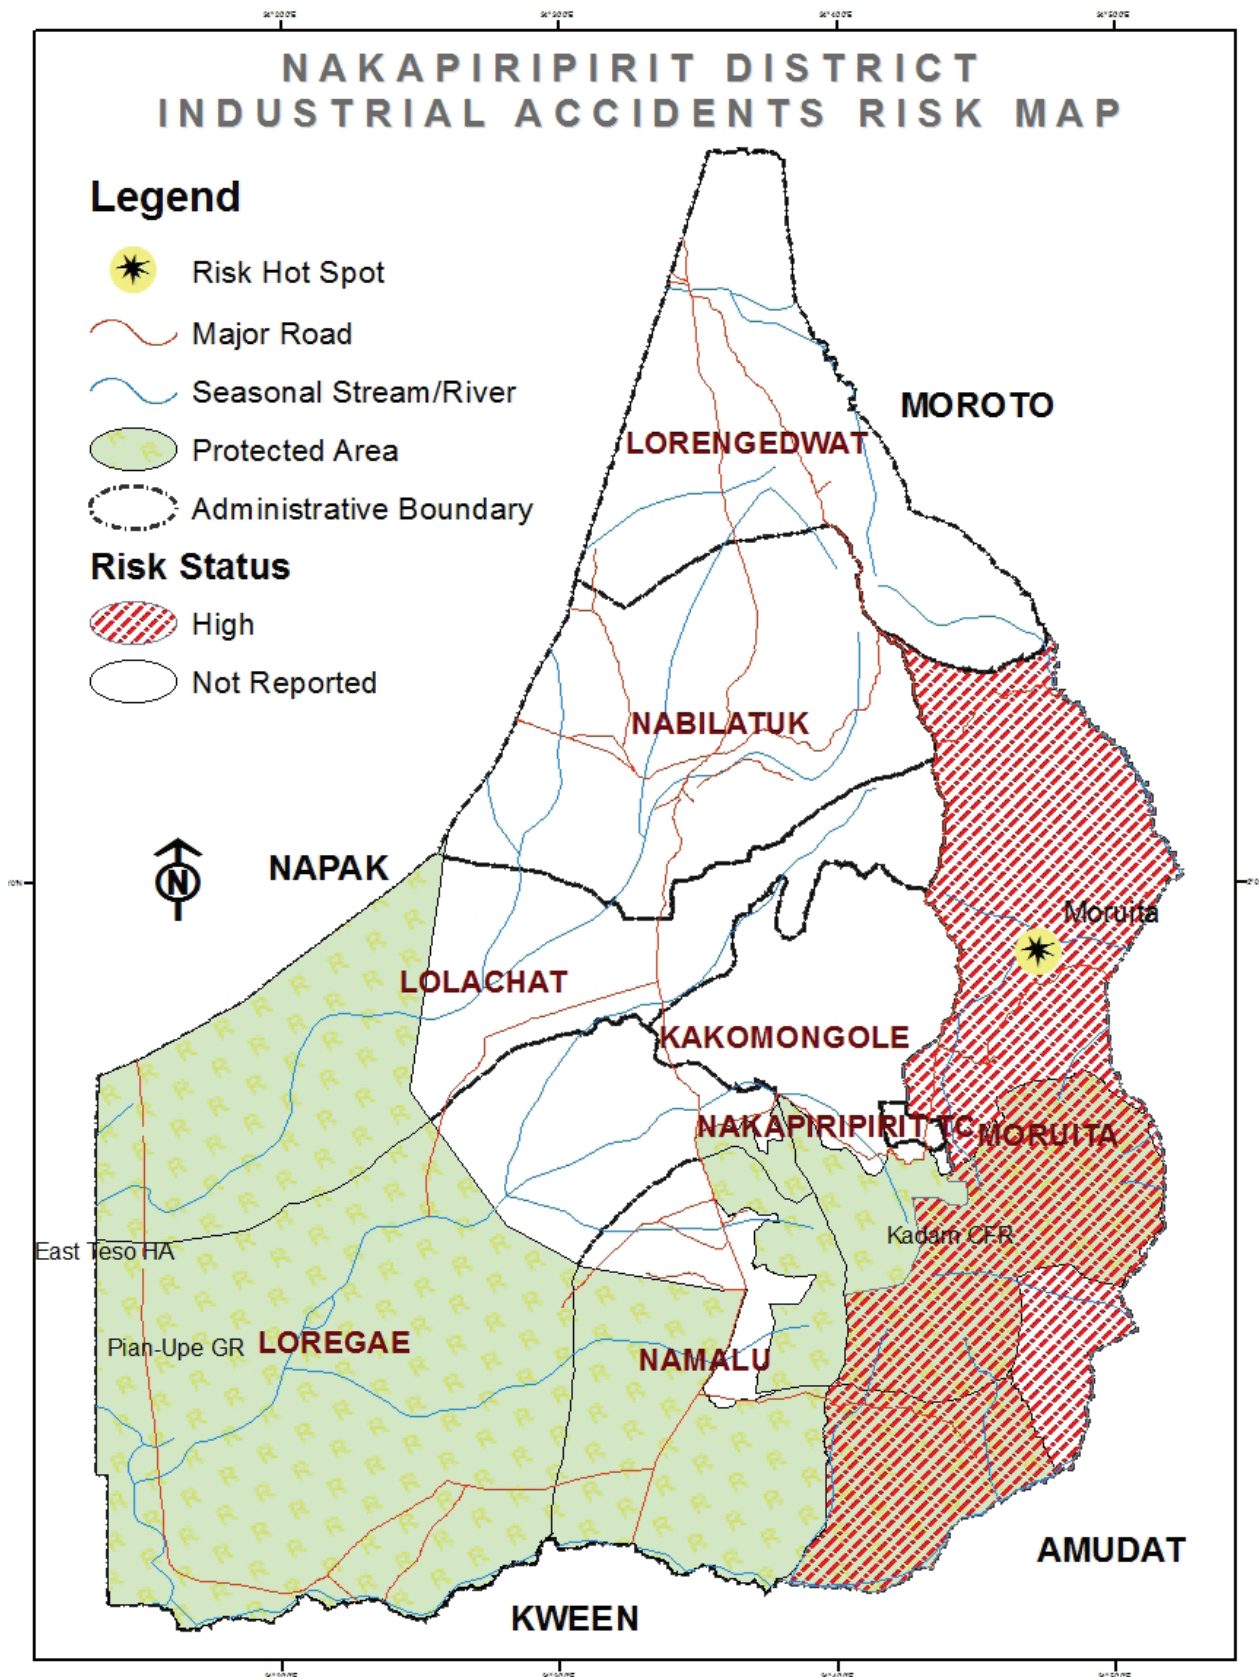 NAKAPIRIPIRIT DISTRICT
INDUSTRIAL ACCIDENTS RISK MAP
Legend
Risk Hot Spot
Major Road
Seasonal Stream/River
Protected Area
Administrative Boundary
Risk Status
High
Not Reported
MOROTO
LORENGEDWAT
NABILATUK
NAPAK
N
Moruita
LOLACHAT
KAKOMONGOLE
NAKAPIRIPIRIT TC
MORUITA
Kadam CFR
East Teso HA
Pian-Upe GR
LOREGAE
NAMALU
AMUDAT
KWEEN